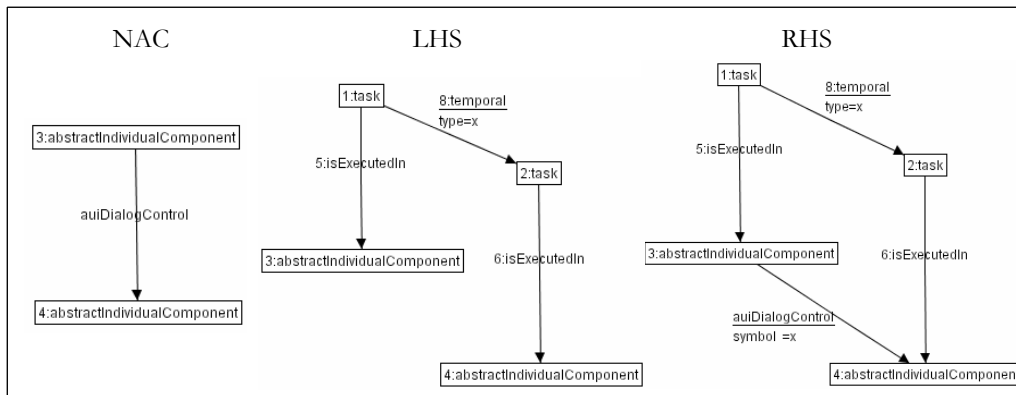 NAC
3:abstractIndividualComponent
auiDialogControl
4:abstractIndividualComponent
LHS
1:task
8:temporal
type=x
5:isExecutedIn
2:task
3:abstractIndividualComponent
6:isExecutedIn
4:abstractIndividualComponent
RHS
1:task
8:temporal
type=x
5:isExecutedIn
2:task
3:abstractIndividualComponent
6:isExecutedIn
auiDialogControl
symbol =x
4:abstractIndividualComponent